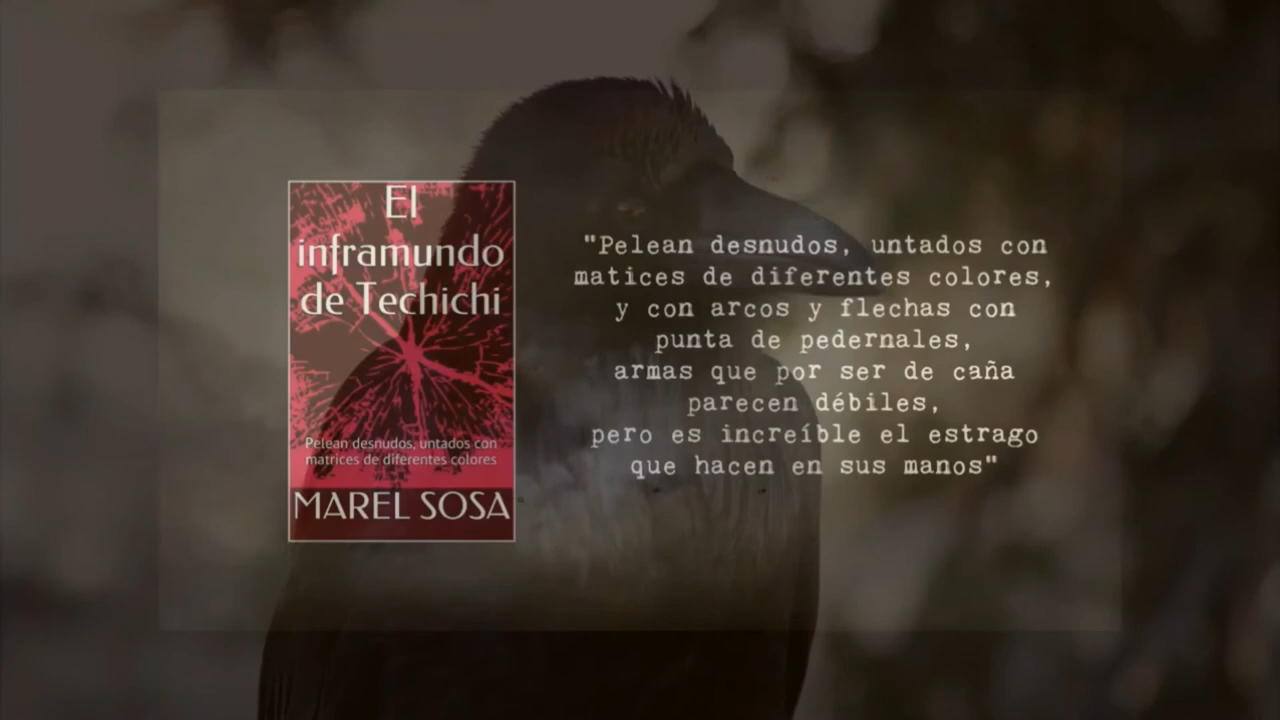 El
inframundo
de Techichi
Pelean desnudos, untados con
matrices de diferentes colores
MAREL SOSA
"Pelean desnudos, untados con
matices de diferentes colores,
y con arcos y flechas con
punta de pedernales,
armas que por ser de caña
parecen débiles,
pero es increíble el estrago
que hacen en sus manos"